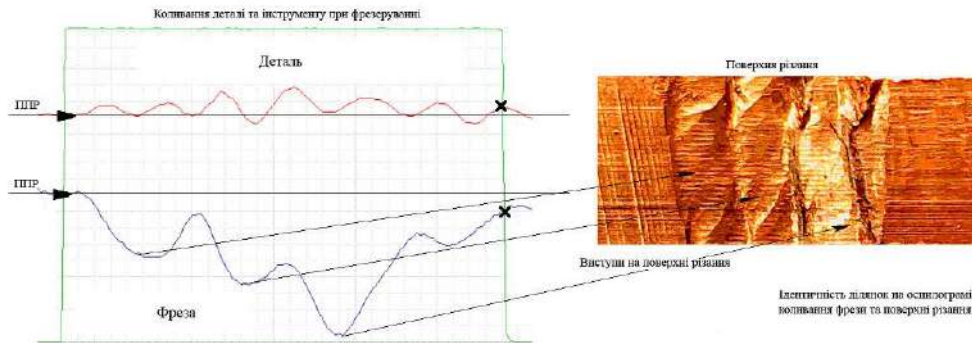 Коливання деталі та інструменту при фрезеруванні
Деталь
Поверхня різання
ППР
ППР
Виступи на поверхні різання
Фреза
Ідентичність ділянок на осцилограмі
коливання фрези та поверхні різання